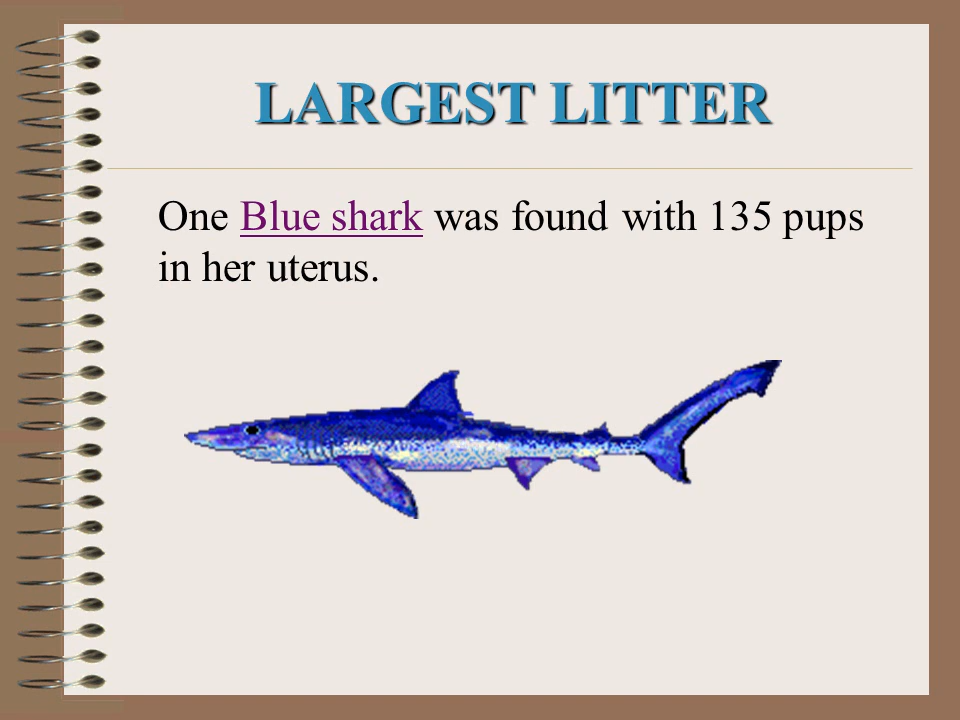 LARGEST LITTER
One Blue shark was found with 135 pups
in her uterus.